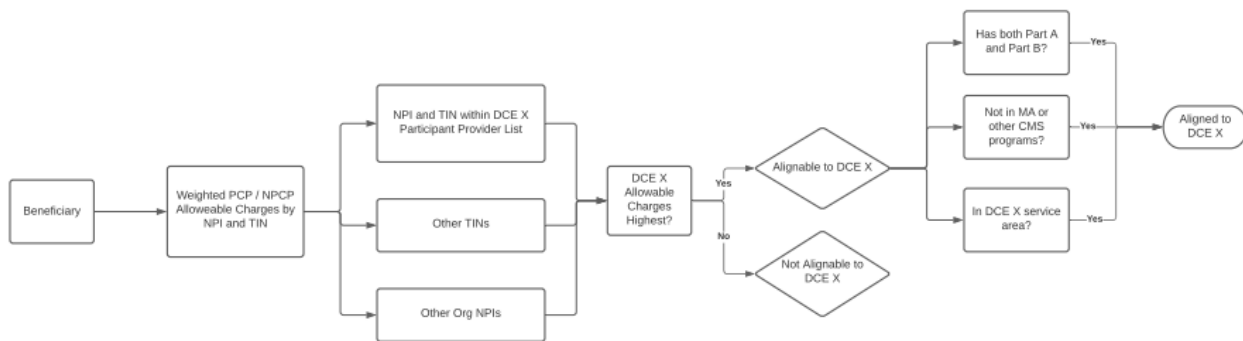 Beneficiary
Weighted PCP / NPCP
Alloweable Charges by
NPI and TIN
NPI and TIN within DCE X
Participant Provider List
Other TINs
Other Org NPIs
DCE X
Allowable
Charges
Highest?
Yes
No
Alignable to DCE X
Not Alignable to
DCE X
Has both Part A
and Part B?
Yes
Not in MA or
other CMS
programs?
Yes
In DCE X service
area?
Yes
Aligned to
DCE X